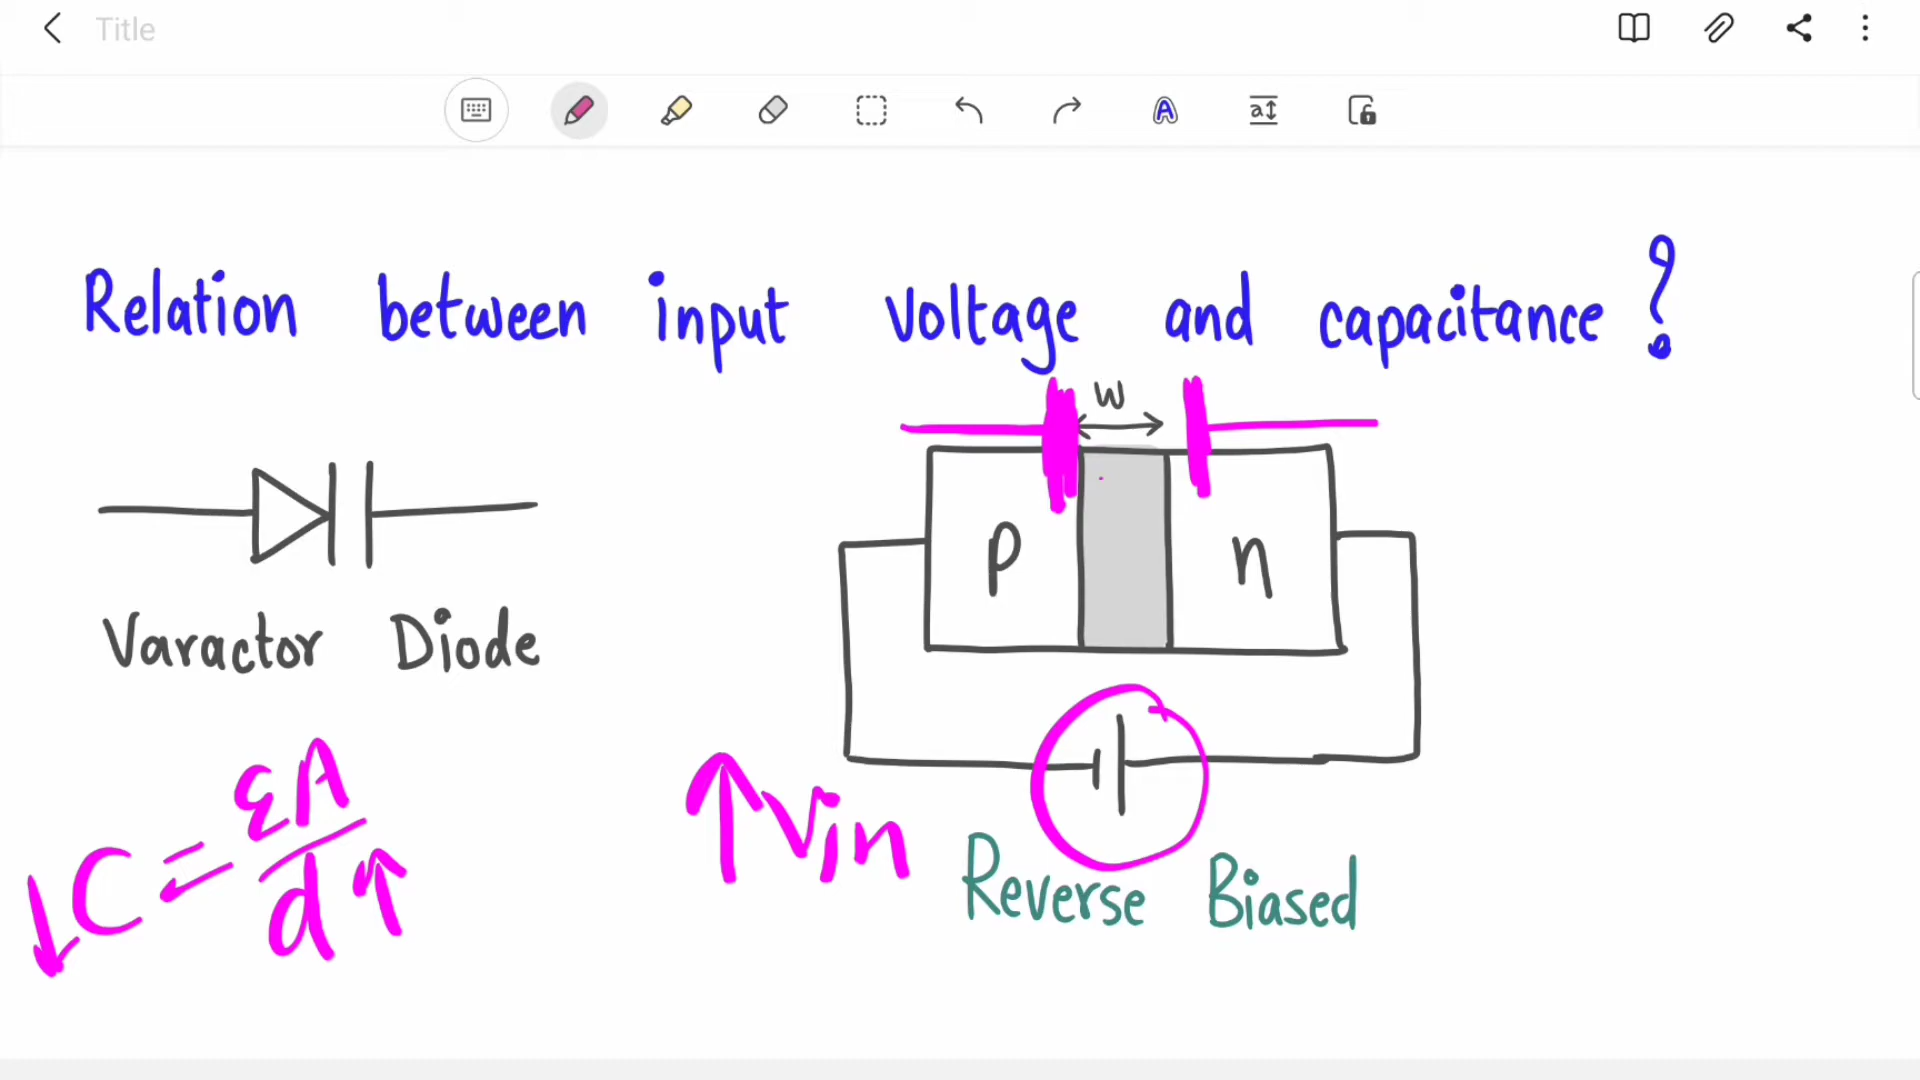 Title
Relation between input voltage and capacitance ?
w
p
n
Varactor Diode
↓C = εA/d↑
↑Vin
Reverse Biased